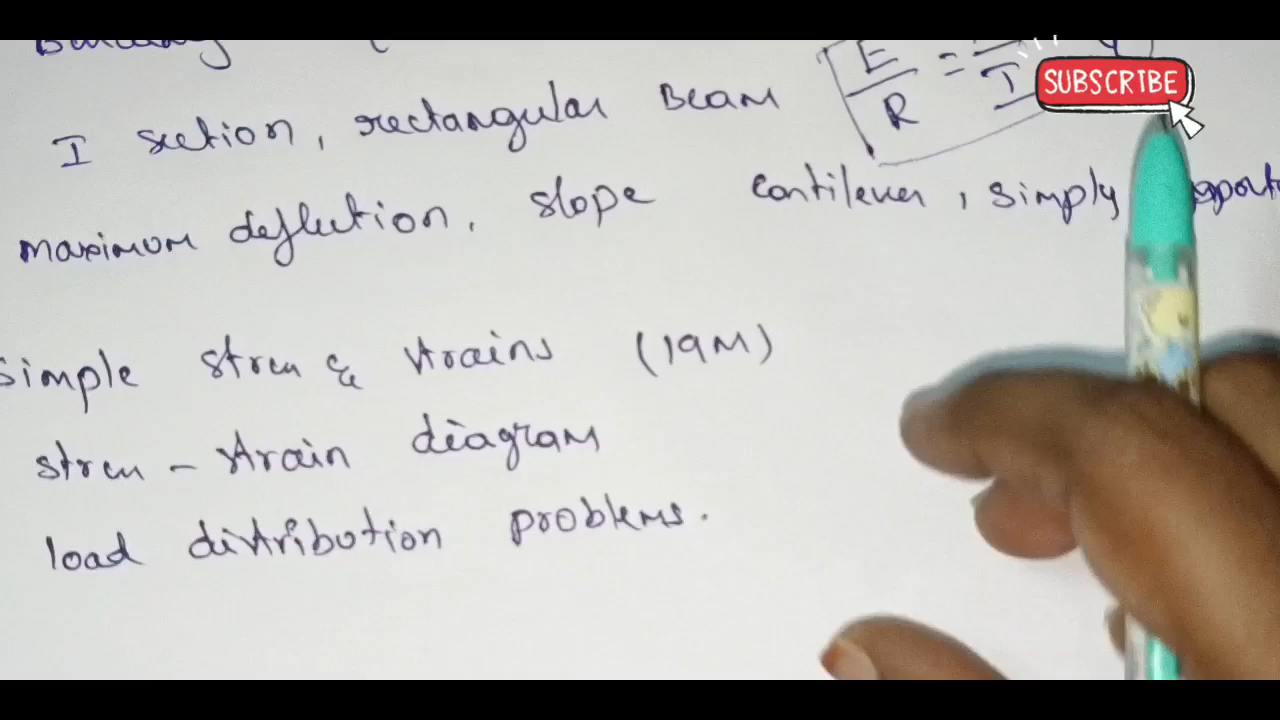 I section, rectangular Beam
E/R = /I
SUBSCRIBE
maximum deflection, slope cantilever, simply
Simple stress & strains (19M)
stress - strain diagram
load distribution problems.